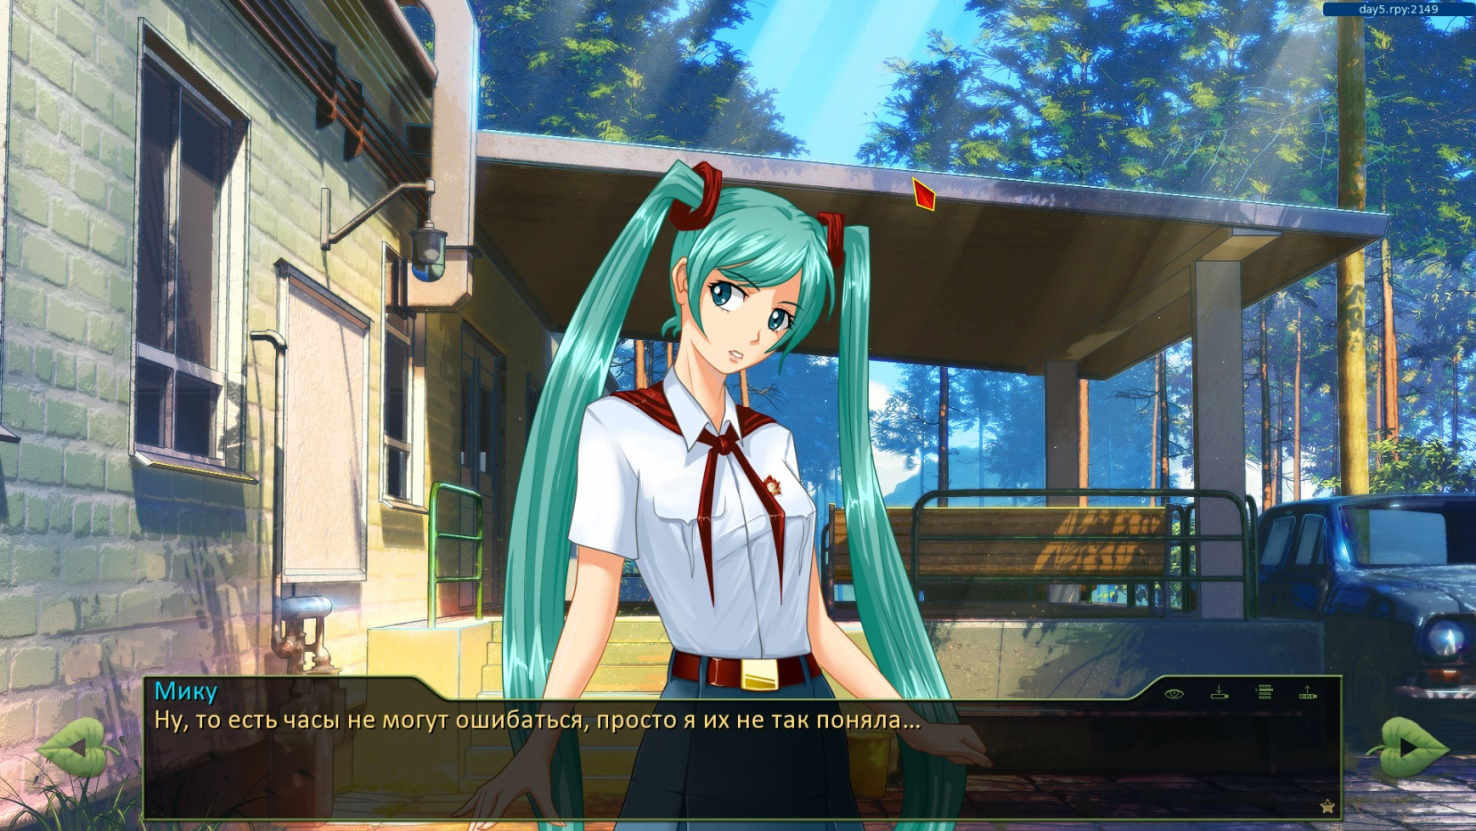 day5.rpy:2149
Мику
Ну, то есть часы не могут ошибаться, просто я их не так поняла...